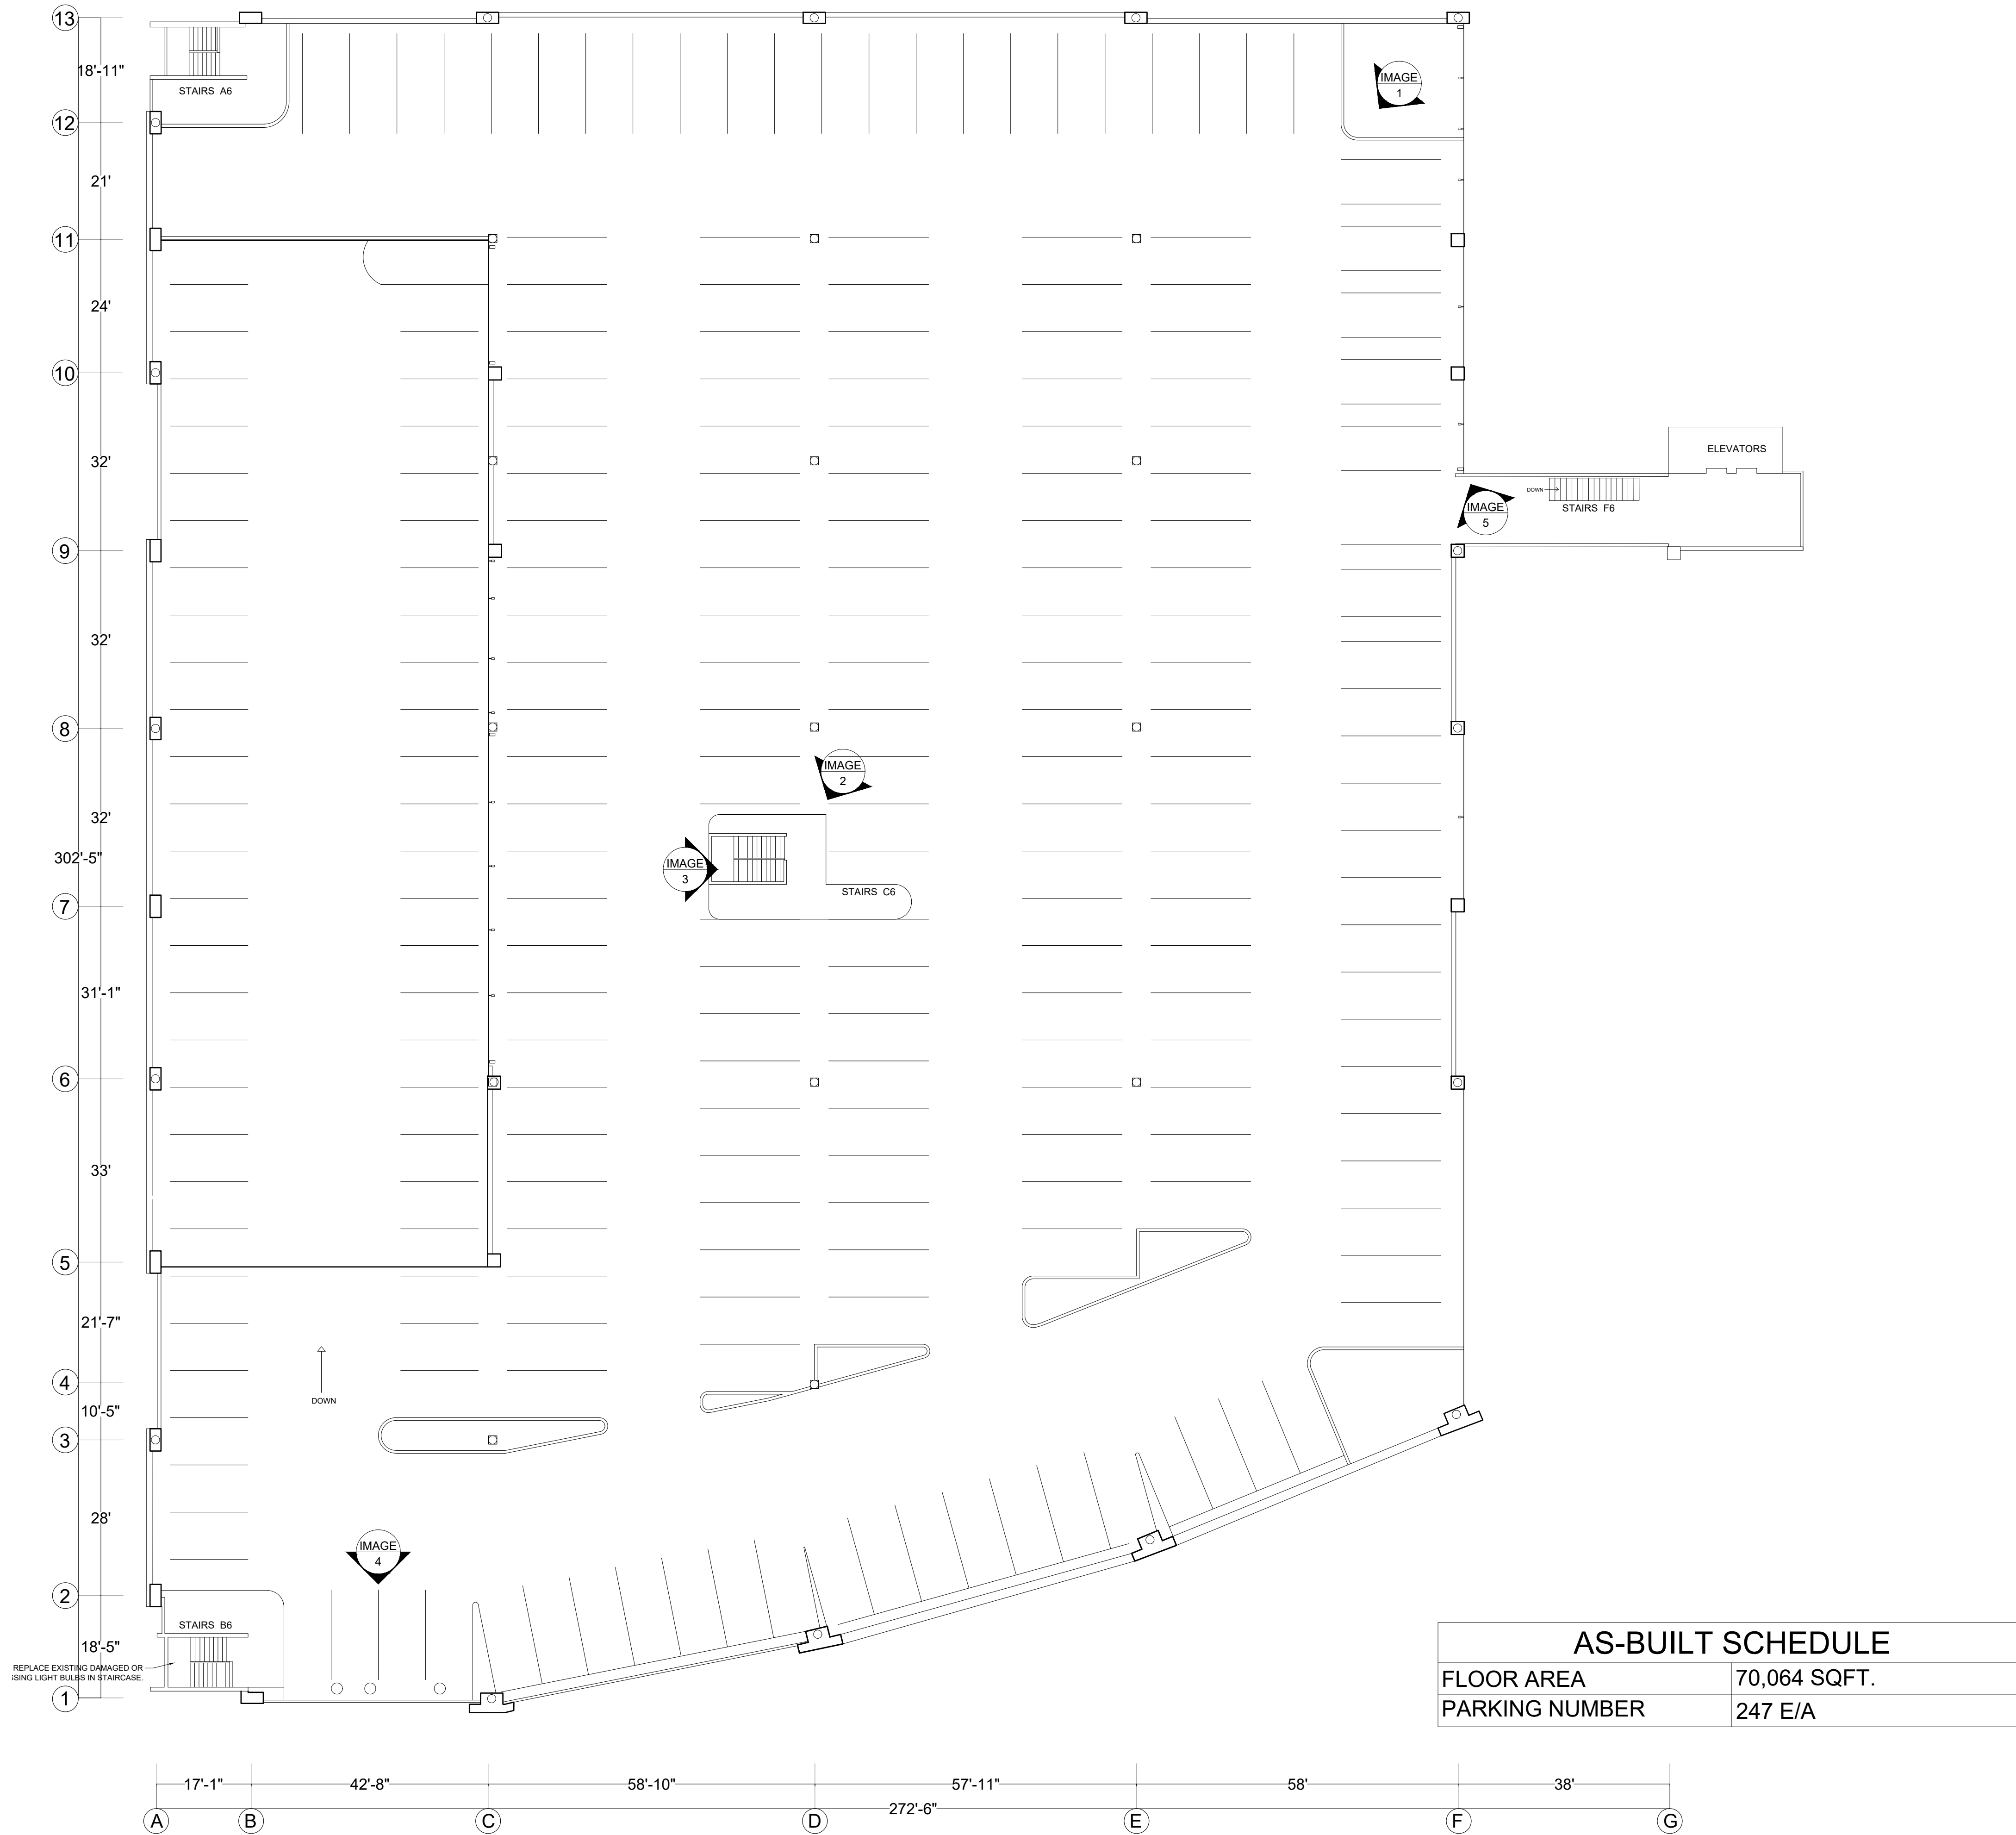 13
18'-11"
STAIRS A6
IMAGE
1
12
21'
11
24'
10
32'
ELEVATORS
DOWN
STAIRS F6
IMAGE
5
9
32'
8
IMAGE
2
32'
302'-5"
IMAGE
3
STAIRS C6
7
31'-1"
6
33'
5
21'-7"
DOWN
4
10'-5"
3
28'
IMAGE
4
2
STAIRS B6
18'-5"
REPLACE EXISTING DAMAGED OR
SING LIGHT BULBS IN STAIRCASE.
1
AS-BUILT SCHEDULE
FLOOR AREA 70,064 SQFT.
PARKING NUMBER 247 E/A
17'-1" 42'-8" 58'-10" 57'-11" 58' 38'
272'-6"
A B C D E F G